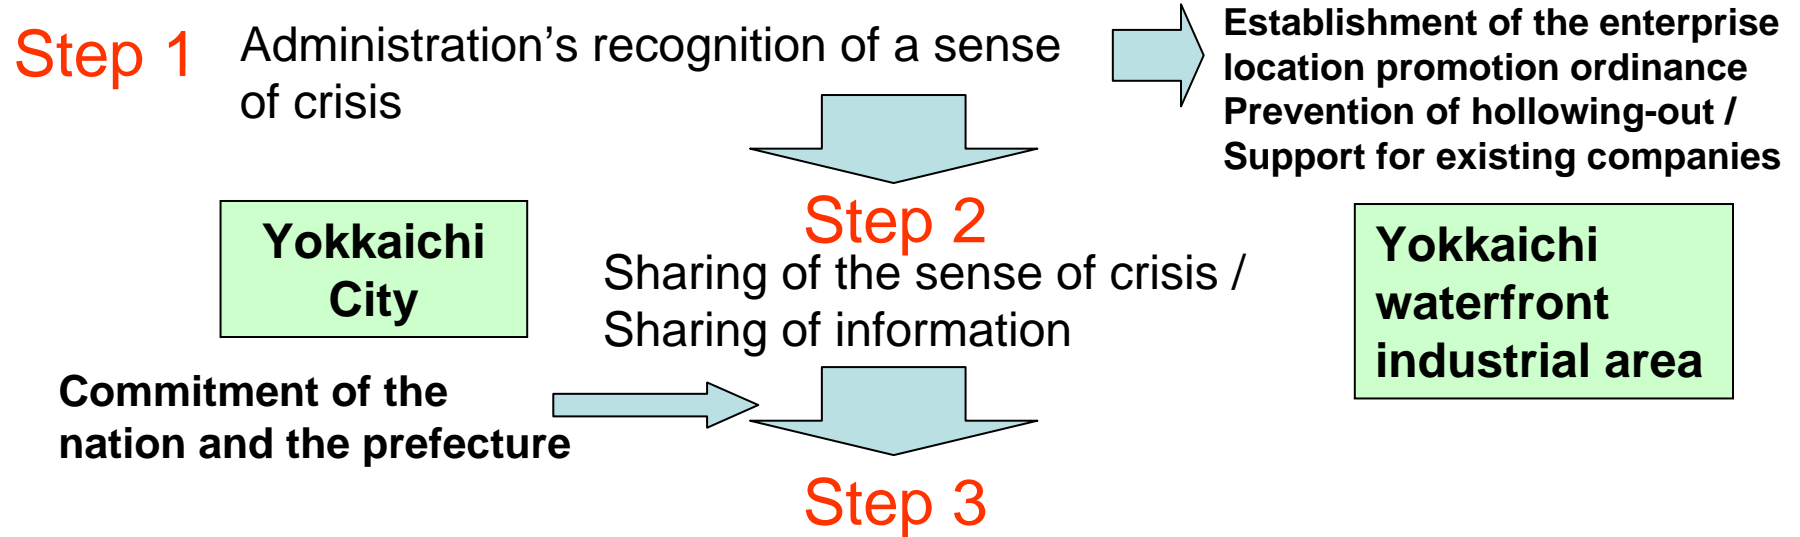 Step 1
Administration’s recognition of a sense
of crisis
Establishment of the enterprise
location promotion ordinance
Prevention of hollowing-out /
Support for existing companies
Yokkaichi
City
Step 2
Sharing of the sense of crisis /
Sharing of information
Yokkaichi
waterfront
industrial area
Commitment of the
nation and the prefecture
Step 3